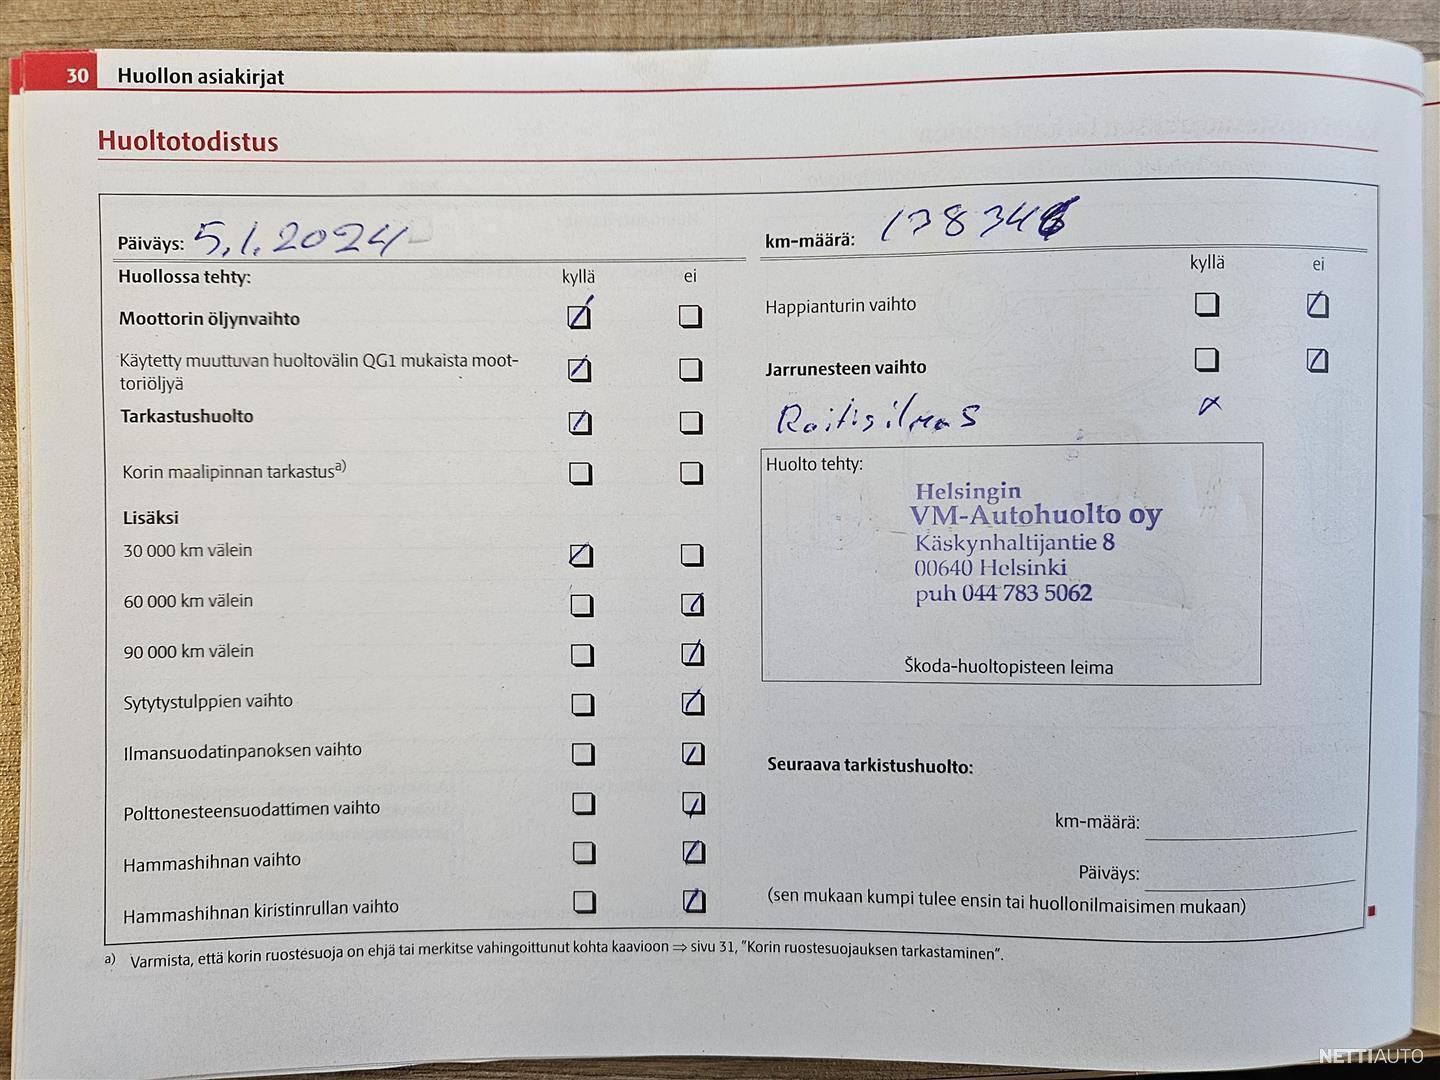 30 Huollon asiakirjat
Huoltotodistus
Päiväys: 5.1.2024
Huollossa tehty: kyllä ei
Moottorin öljynvaihto
Käytetty muuttuvan huoltovälin QG1 mukaista moot-
toriöljyä
Tarkastushuolto
Korin maalipinnan tarkastus a)
Lisäksi
30 000 km välein
60 000 km välein
90 000 km välein
Sytytystulppien vaihto
Ilmansuodatinpanoksen vaihto
Polttonesteensuodattimen vaihto
Hammashihnan vaihto
Hammashihnan kiristinrullan vaihto
km-määrä: 138346
kyllä ei
Happianturin vaihto
Jarrunesteen vaihto
Raitisilmas x
Huolto tehty:
Helsingin
VM-Autohuolto oy
Käskynhaltijantie 8
00640 Helsinki
puh 044 783 5062
Škoda-huoltopisteen leima
Seuraava tarkistushuolto:
km-määrä:
Päiväys:
(sen mukaan kumpi tulee ensin tai huollonilmaisimen mukaan)
a) Varmista, että korin ruostesuoja on ehjä tai merkitse vahingoittunut kohta kaavioon ⇒ sivu 31, "Korin ruostesuojauksen tarkastaminen".
NETTIAUTO